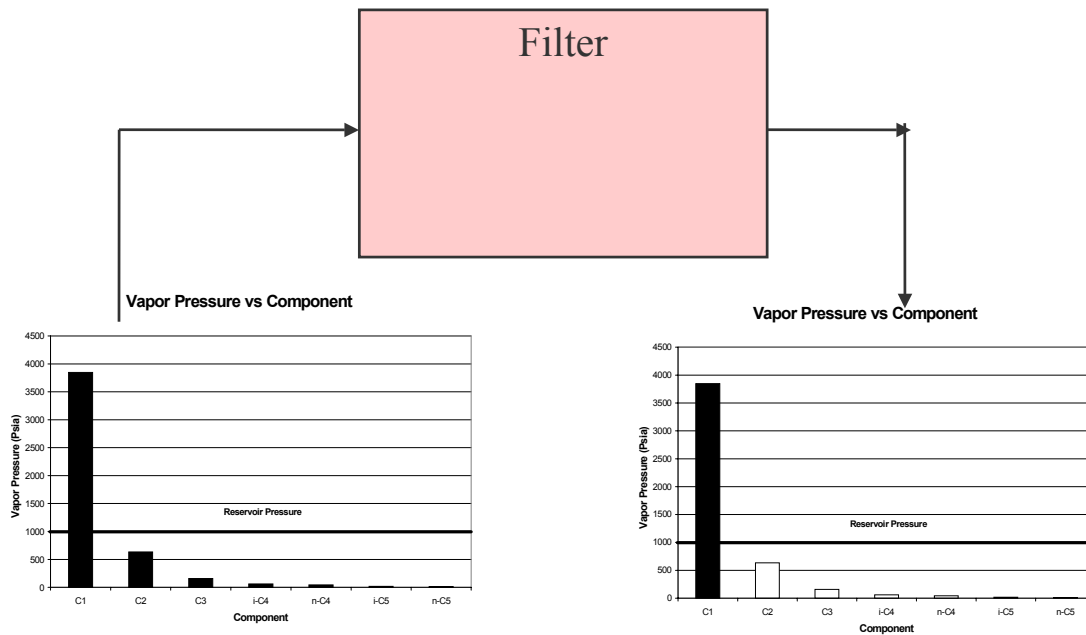 Filter
Vapor Pressure vs Component
4500
4000
3500
3000
2500
2000
1500
1000
500
0
Vapor Pressure (Psia)
Reservoir Pressure
C1 C2 C3 i-C4 n-C4 i-C5 n-C5
Component
Vapor Pressure vs Component
4500
4000
3500
3000
2500
2000
1500
1000
500
0
Vapor Pressure (Psia)
Reservoir Pressure
C1 C2 C3 i-C4 n-C4 i-C5 n-C5
Component